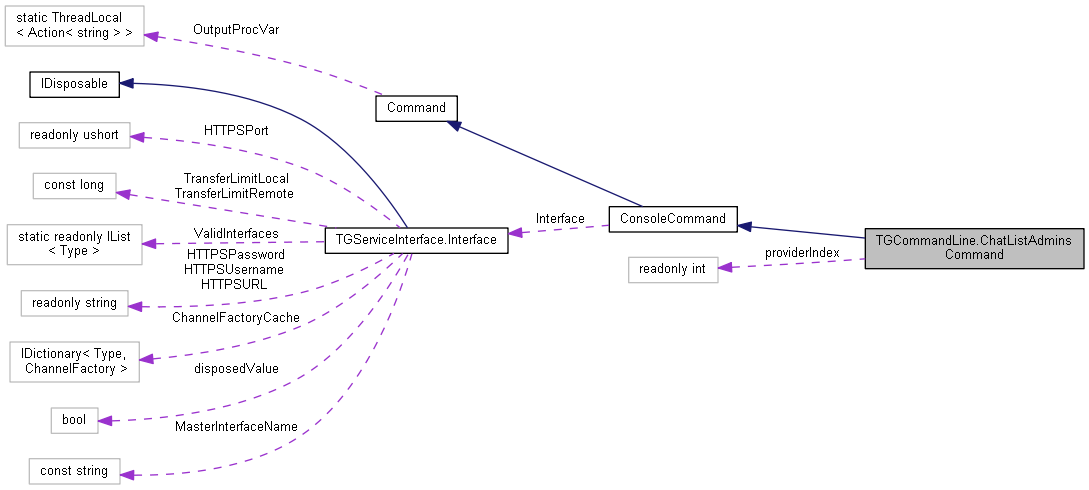 static ThreadLocal
< Action< string > >
OutputProcVar
IDisposable
Command
readonly ushort
HTTPSPort
const long
TransferLimitLocal
TransferLimitRemote
static readonly IList
< Type >
ValidInterfaces
TGServiceInterface.Interface
Interface
ConsoleCommand
TGCommandLine.ChatListAdmins
Command
providerIndex
readonly int
HTTPSPassword
HTTPSUsername
HTTPSURL
readonly string
ChannelFactoryCache
IDictionary< Type,
ChannelFactory >
disposedValue
bool
MasterInterfaceName
const string